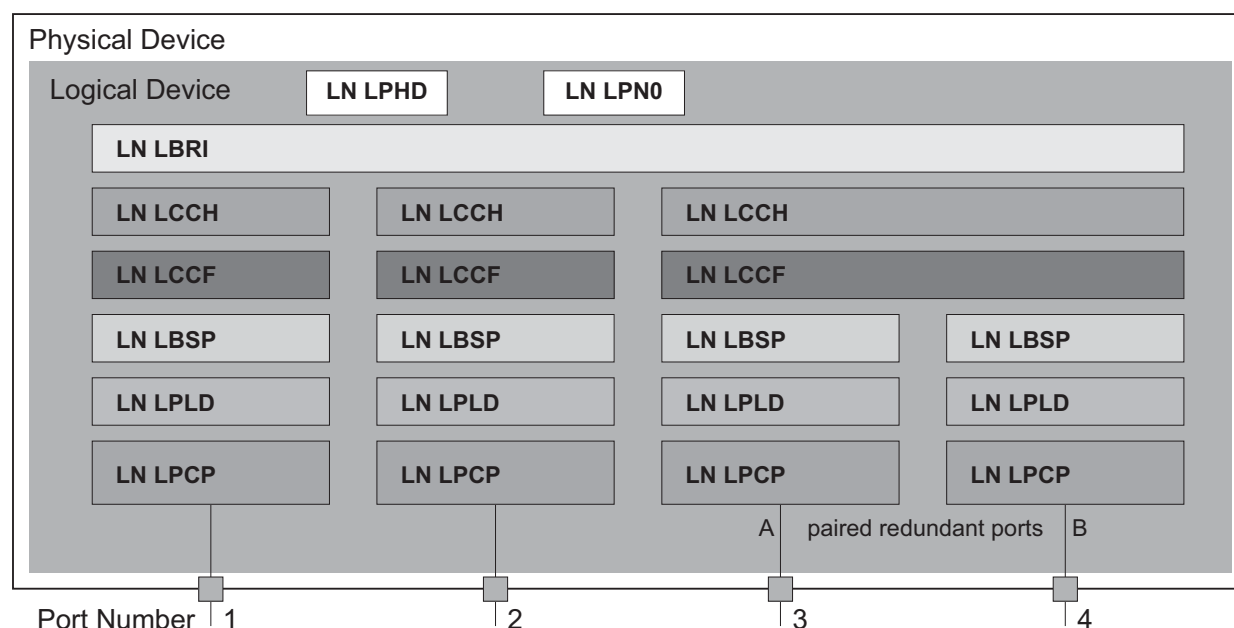 Physical Device
Logical Device LN LPHD LN LPN0
LN LBRI
LN LCCH LN LCCH LN LCCH
LN LCCF LN LCCF LN LCCF
LN LBSP LN LBSP LN LBSP LN LBSP
LN LPLD LN LPLD LN LPLD LN LPLD
LN LPCP LN LPCP LN LPCP LN LPCP
A paired redundant ports B
Port Number 1 2 3 4